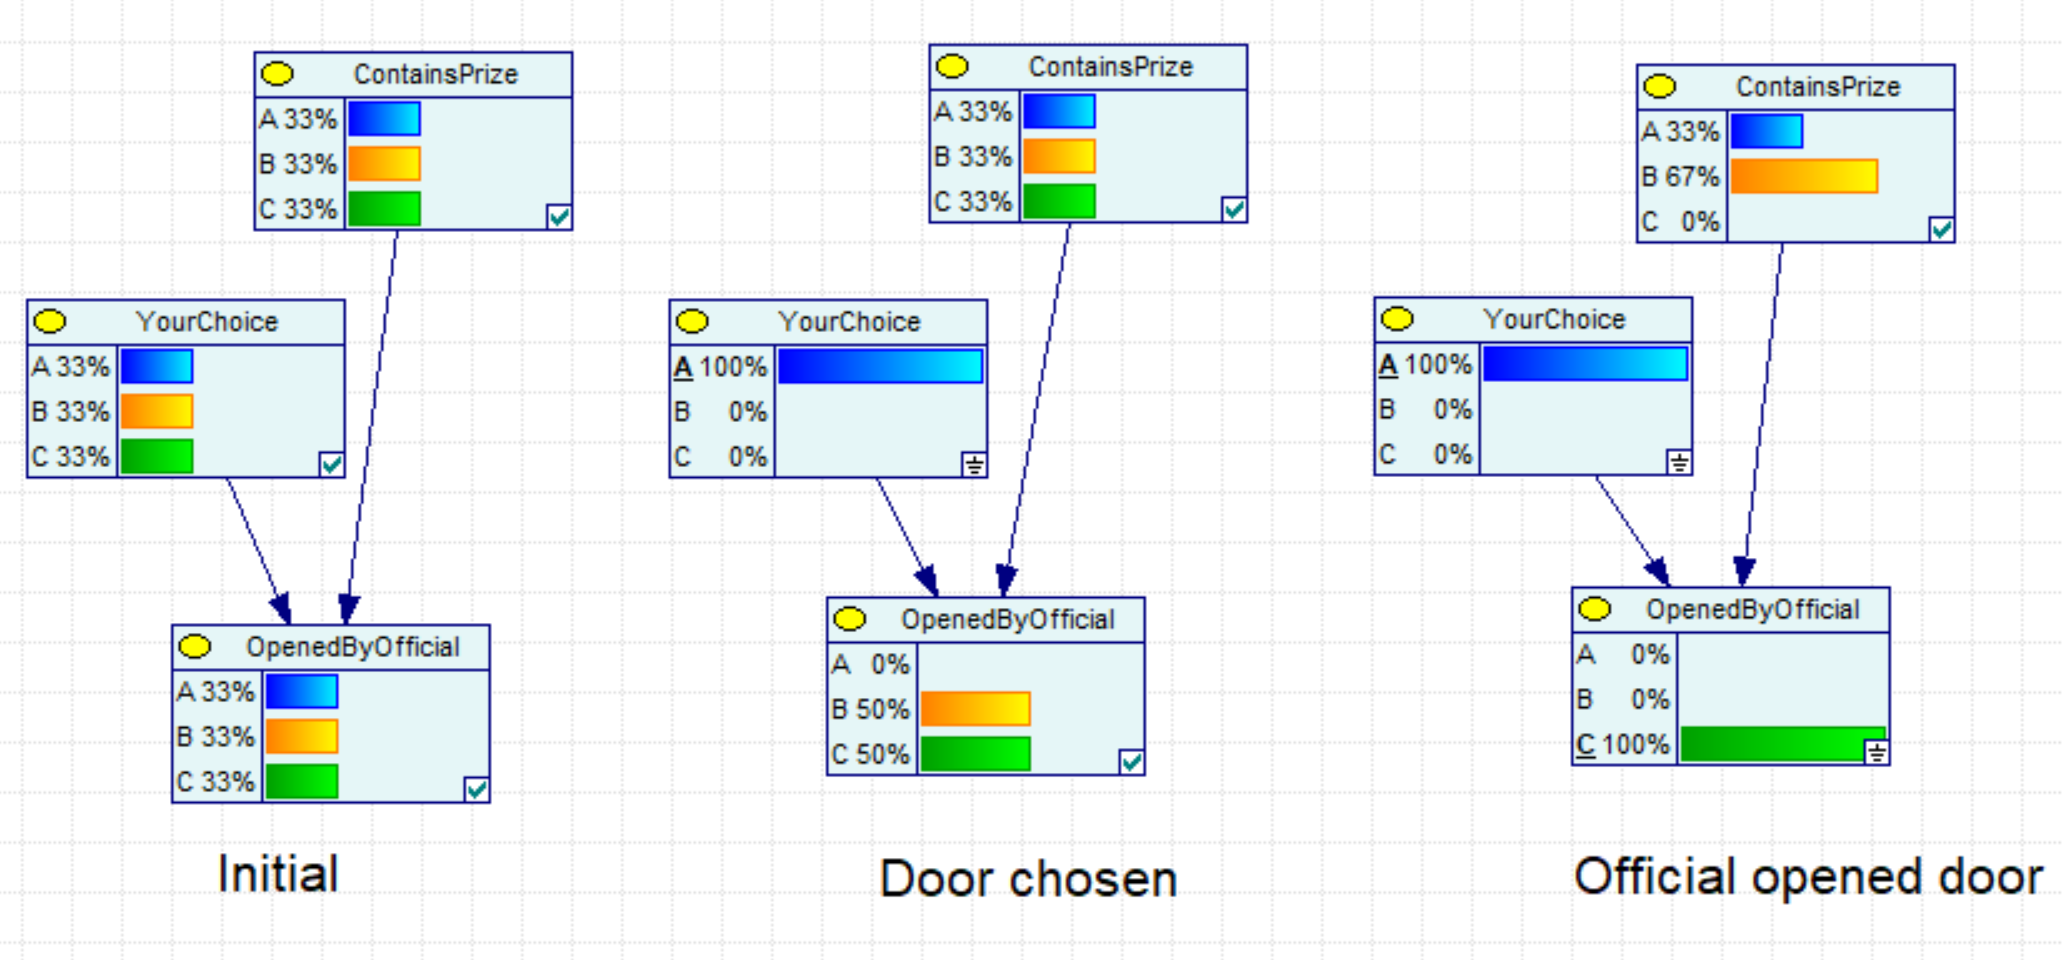 ContainsPrize
A 33%
B 33%
C 33%
YourChoice
A 33%
B 33%
C 33%
OpenedByOfficial
A 33%
B 33%
C 33%
Initial
ContainsPrize
A 33%
B 33%
C 33%
YourChoice
A 100%
B 0%
C 0%
OpenedByOfficial
A 0%
B 50%
C 50%
Door chosen
ContainsPrize
A 33%
B 67%
C 0%
YourChoice
A 100%
B 0%
C 0%
OpenedByOfficial
A 0%
B 0%
C 100%
Official opened door